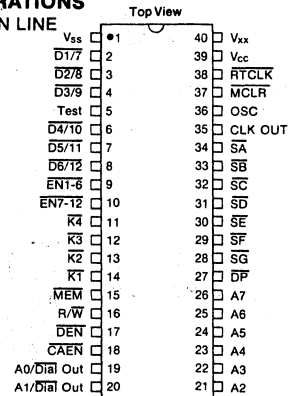 RATIONS
N LINE
Top View
Vss 1 40 Vxx
D1/7 2 39 Vcc
D2/8 3 38 RTCLK
D3/9 4 37 MCLR
Test 5 36 OSC
D4/10 6 35 CLK OUT
D5/11 7 34 SA
D6/12 8 33 SB
EN1-6 9 32 SC
EN7-12 10 31 SD
K4 11 30 SE
K3 12 29 SF
K2 13 28 SG
K1 14 27 DP
MEM 15 26 A7
R/W 16 25 A6
DEN 17 24 A5
CAEN 18 23 A4
A0/Dial Out 19 22 A3
A1/Dial Out 20 21 A2